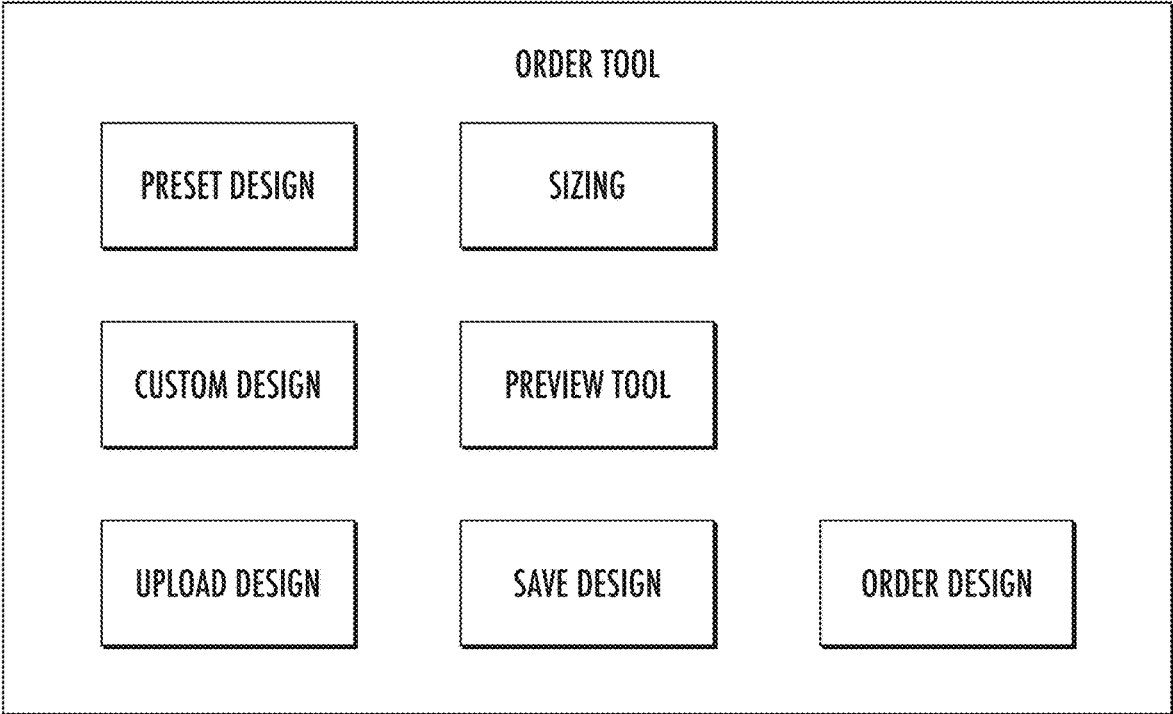 ORDER TOOL
PRESET DESIGN
SIZING
CUSTOM DESIGN
PREVIEW TOOL
UPLOAD DESIGN
SAVE DESIGN
ORDER DESIGN